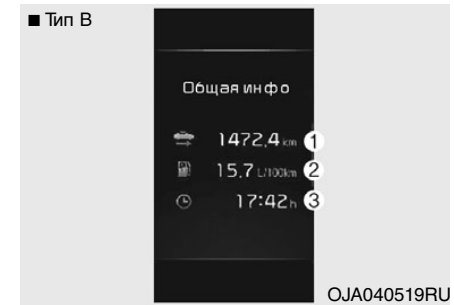 ■ Тип B
Общая инфо
1472.4 km 1
15.7 L/100km 2
17:42 h 3
OJA040519RU